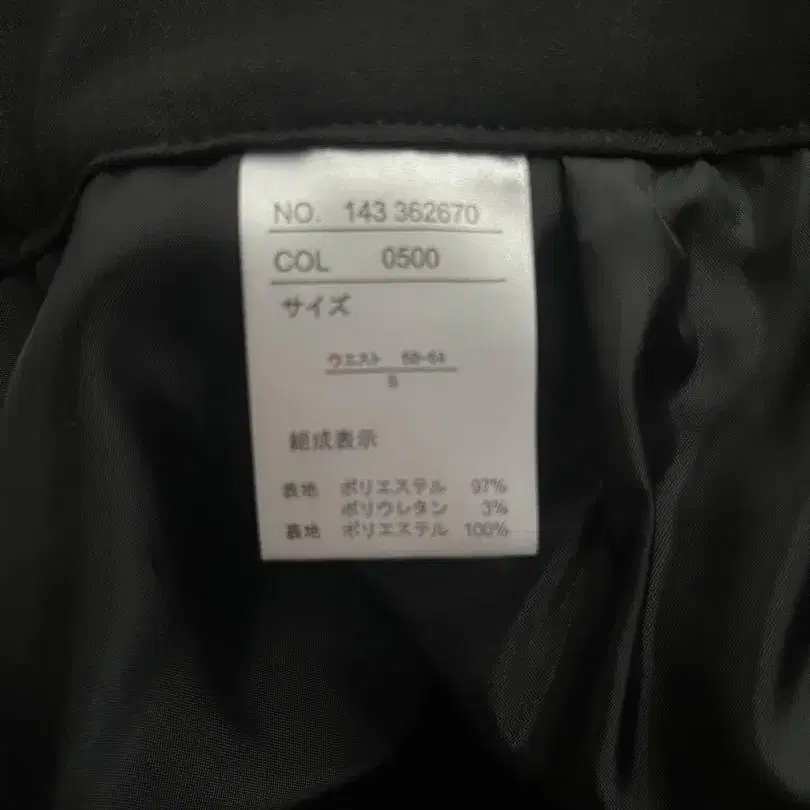 NO. 143 362670
COL 0500
サイズ
ウエスト 58-64
S
組成表示
表地 ポリエステル 97%
ポリウレタン 3%
裏地 ポリエステル 100%